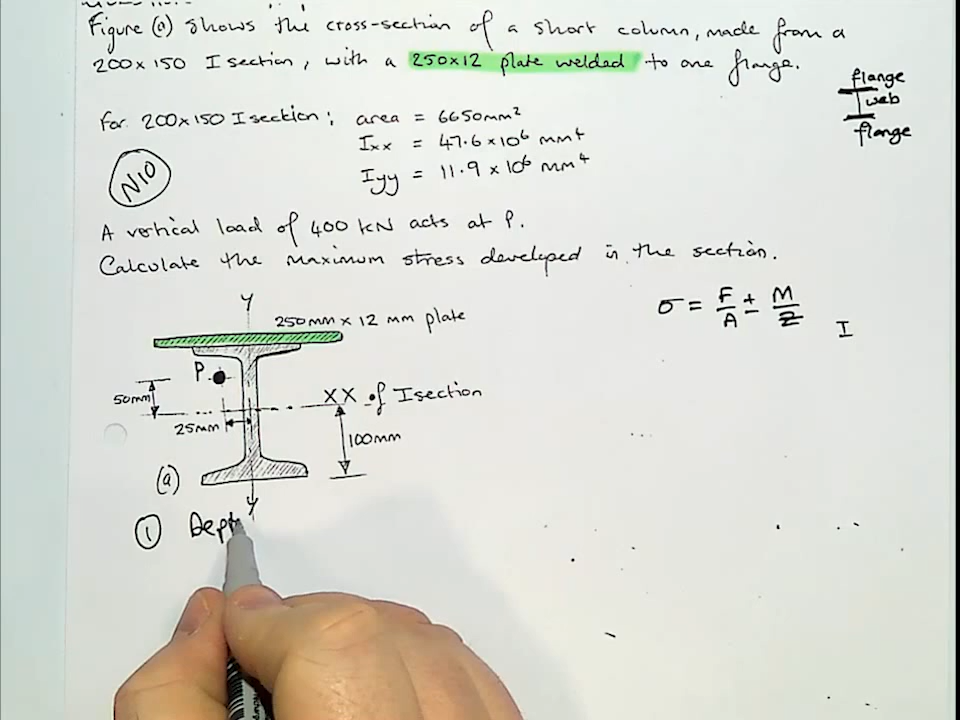 Figure (a) shows the cross-section of a short column, made from a
200x150 I section, with a 250x12 plate welded to one flange.
flange
web
flange
For 200x150 I section; area = 6650mm²
Ixx = 47.6 x 10⁶ mm⁴
Iyy = 11.9 x 10⁶ mm⁴
N10
A vertical load of 400 kN acts at P.
Calculate the maximum stress developed in the section.
σ = F/A ± M/Z
I
Y
250mm x 12 mm plate
P
50mm
XX of I section
25mm
100mm
(a)
Y
① Dept